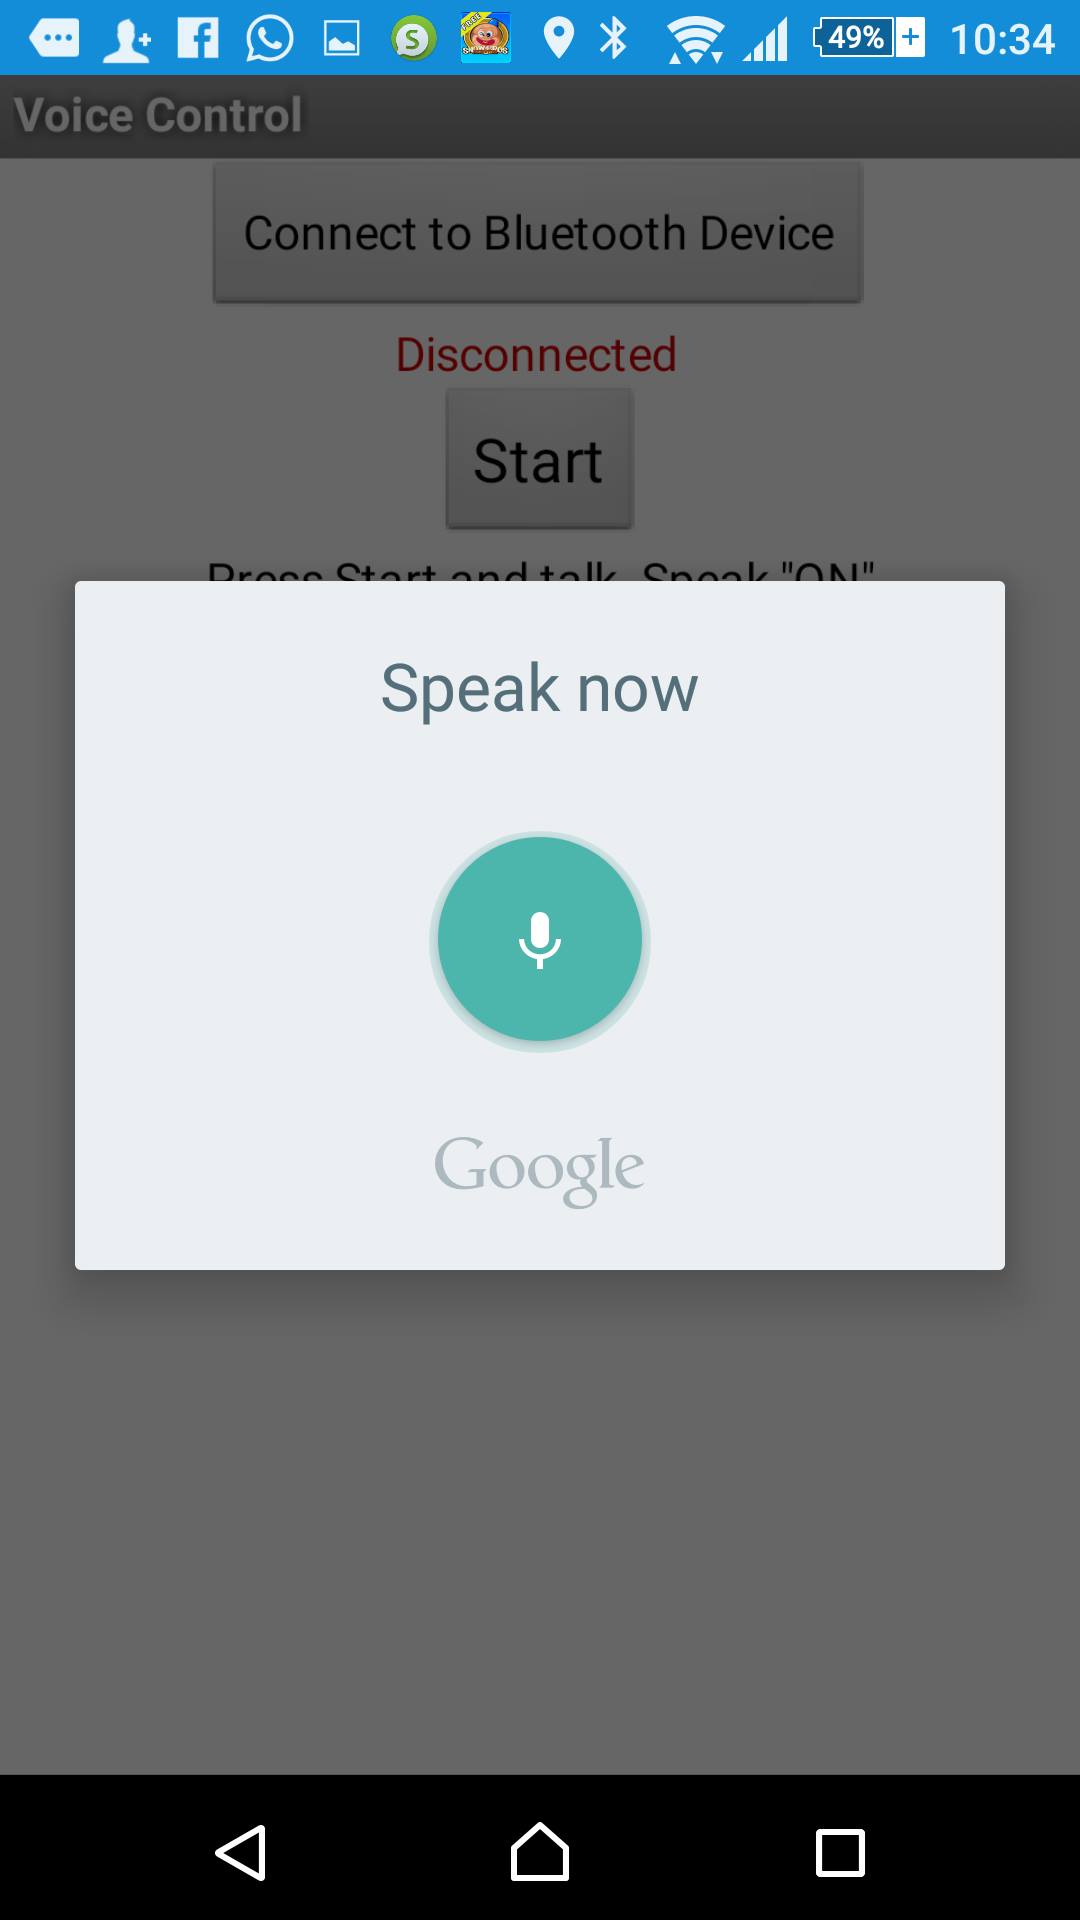 49% 10:34
Voice Control
Connect to Bluetooth Device
Disconnected
Start
Press Start and talk. Speak "ON"
Speak now
Google